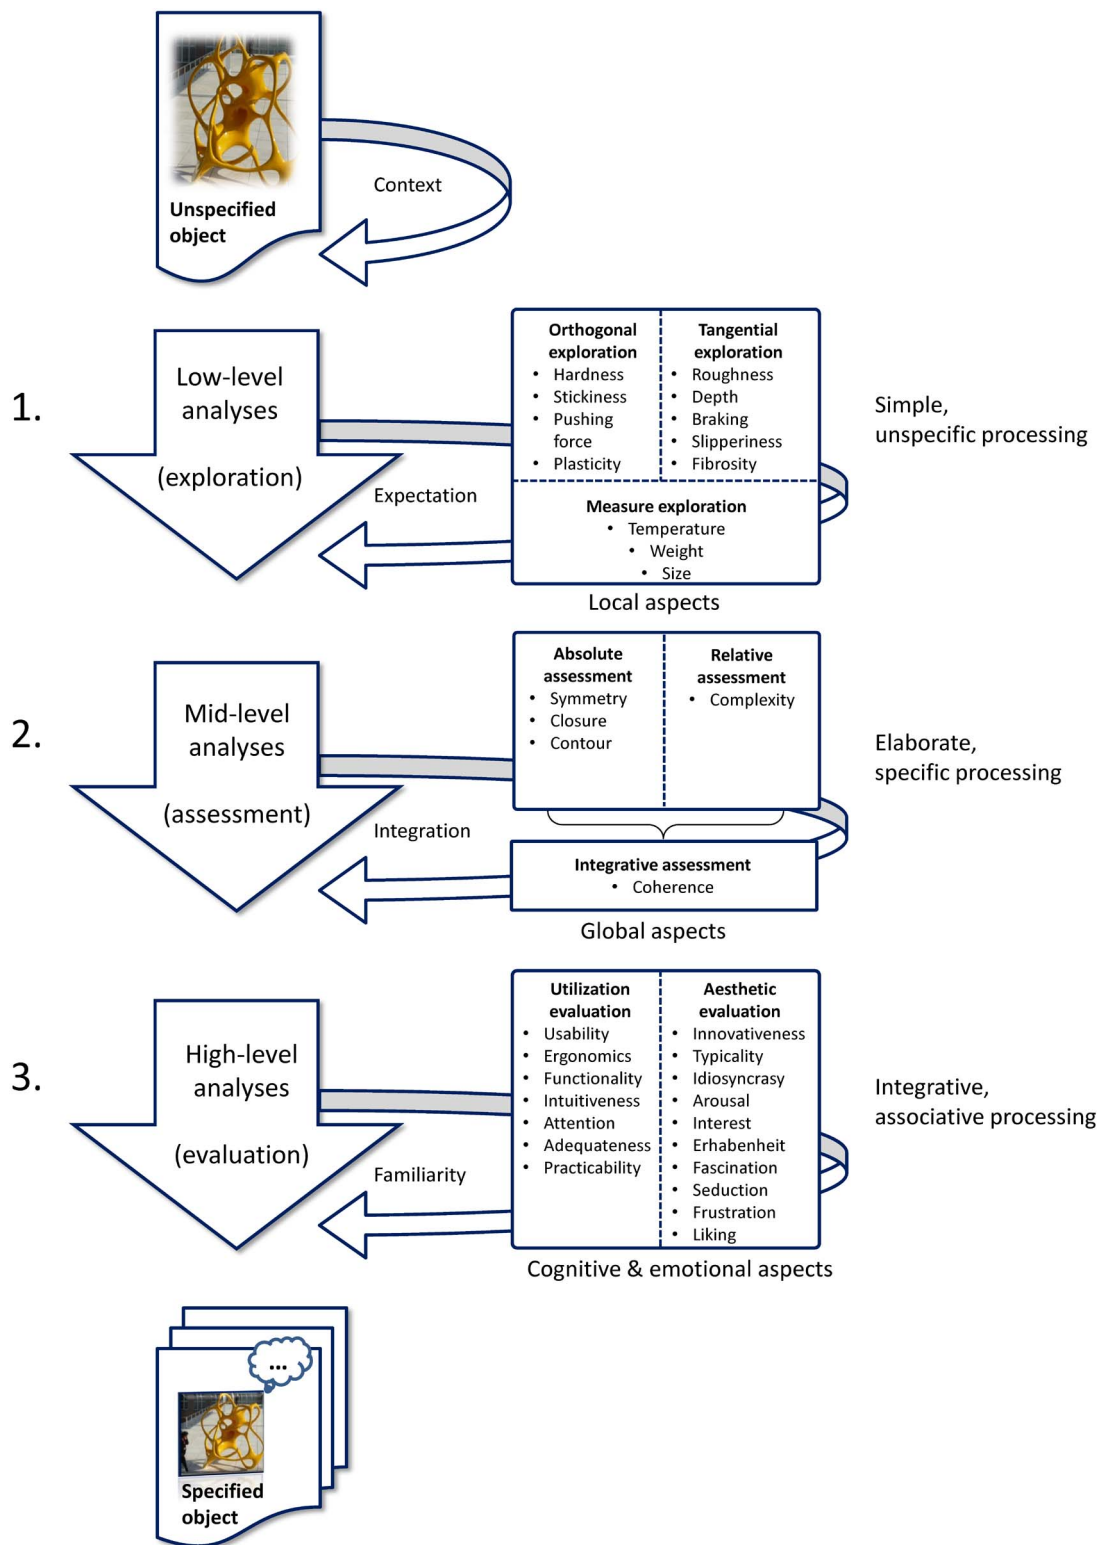 Unspecified
object
Context
1.
Low-level
analyses
(exploration)
Expectation
Orthogonal
exploration
• Hardness
• Stickiness
• Pushing
force
• Plasticity
Tangential
exploration
• Roughness
• Depth
• Braking
• Slipperiness
• Fibrosity
Measure exploration
• Temperature
• Weight
• Size
Local aspects
Simple,
unspecific processing
2.
Mid-level
analyses
(assessment)
Integration
Absolute
assessment
• Symmetry
• Closure
• Contour
Relative
assessment
• Complexity
Integrative assessment
• Coherence
Global aspects
Elaborate,
specific processing
3.
High-level
analyses
(evaluation)
Familiarity
Utilization
evaluation
• Usability
• Ergonomics
• Functionality
• Intuitiveness
• Attention
• Adequateness
• Practicability
Aesthetic
evaluation
• Innovativeness
• Typicality
• Idiosyncrasy
• Arousal
• Interest
• Erhabenheit
• Fascination
• Seduction
• Frustration
• Liking
Cognitive & emotional aspects
Integrative,
associative processing
...
Specified
object